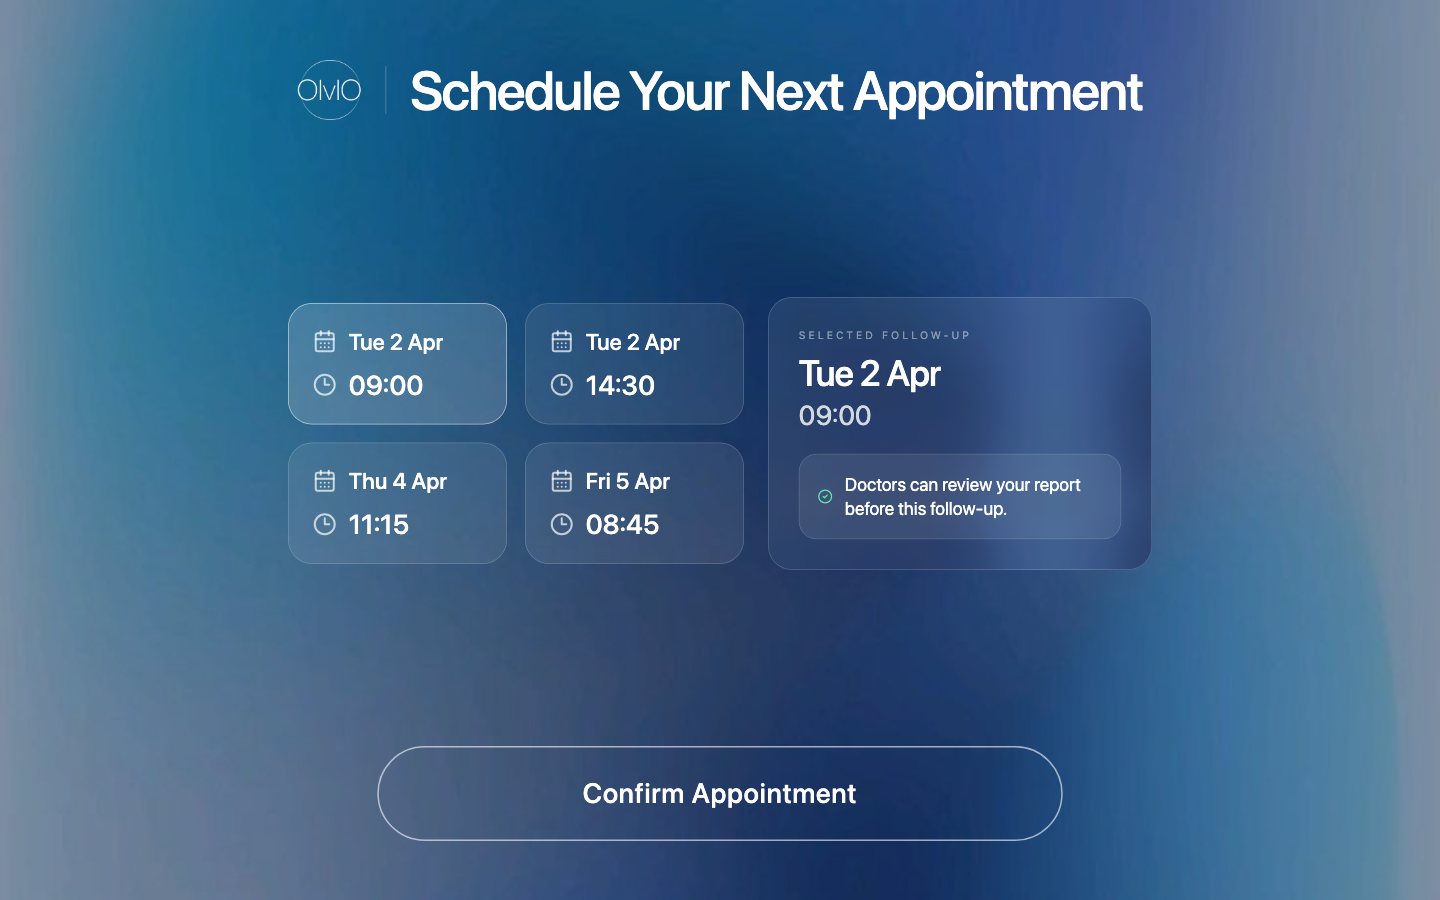 OMO
Schedule Your Next Appointment
Tue 2 Apr
09:00
Tue 2 Apr
14:30
Thu 4 Apr
11:15
Fri 5 Apr
08:45
SELECTED FOLLOW-UP
Tue 2 Apr
09:00
Doctors can review your report
before this follow-up.
Confirm Appointment